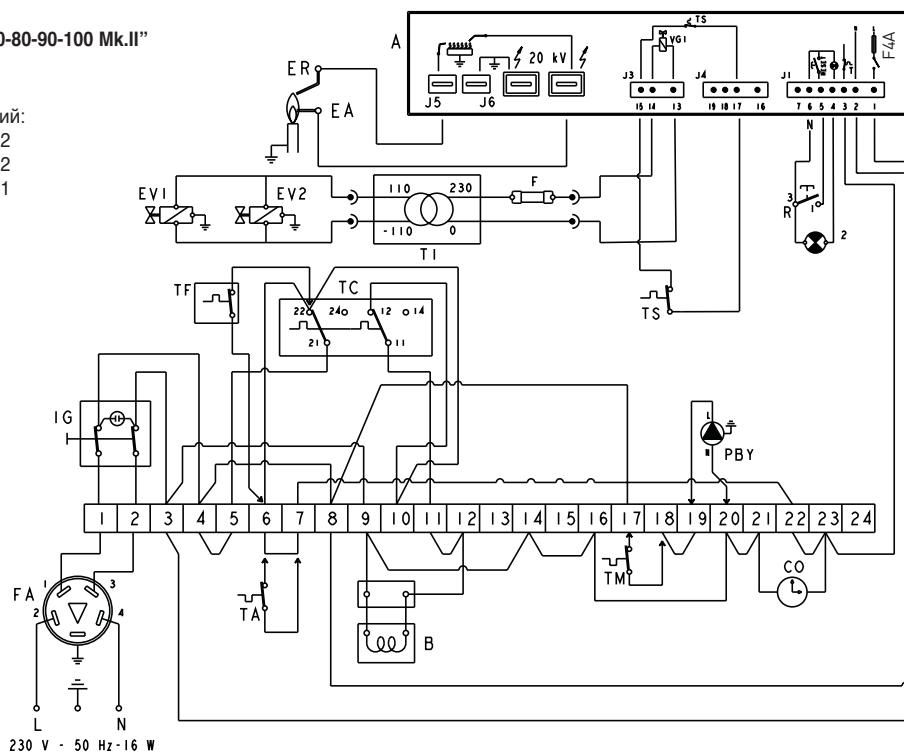 0-80-90-100 Mk.II”
ий:
2
2
1
A
20 kV
J5
J6
TS
VG1
J3
15 14 13
J4
19 18 17 16
RESET
T
N
L
F4A
J1
7 6 5 4 3 2 1
N
ER
EA
EV1
EV2
110
230
-110
0
T1
F
3
1
R
2
TS
TF
TC
22
24
12
14
21
11
IG
L
N
PBY
1 2 3 4 5 6 7 8 9 10 11 12 13 14 15 16 17 18 19 20 21 22 23 24
FA
1
3
2
4
TA
B
TM
CO
L
N
230 V - 50 Hz-16 W